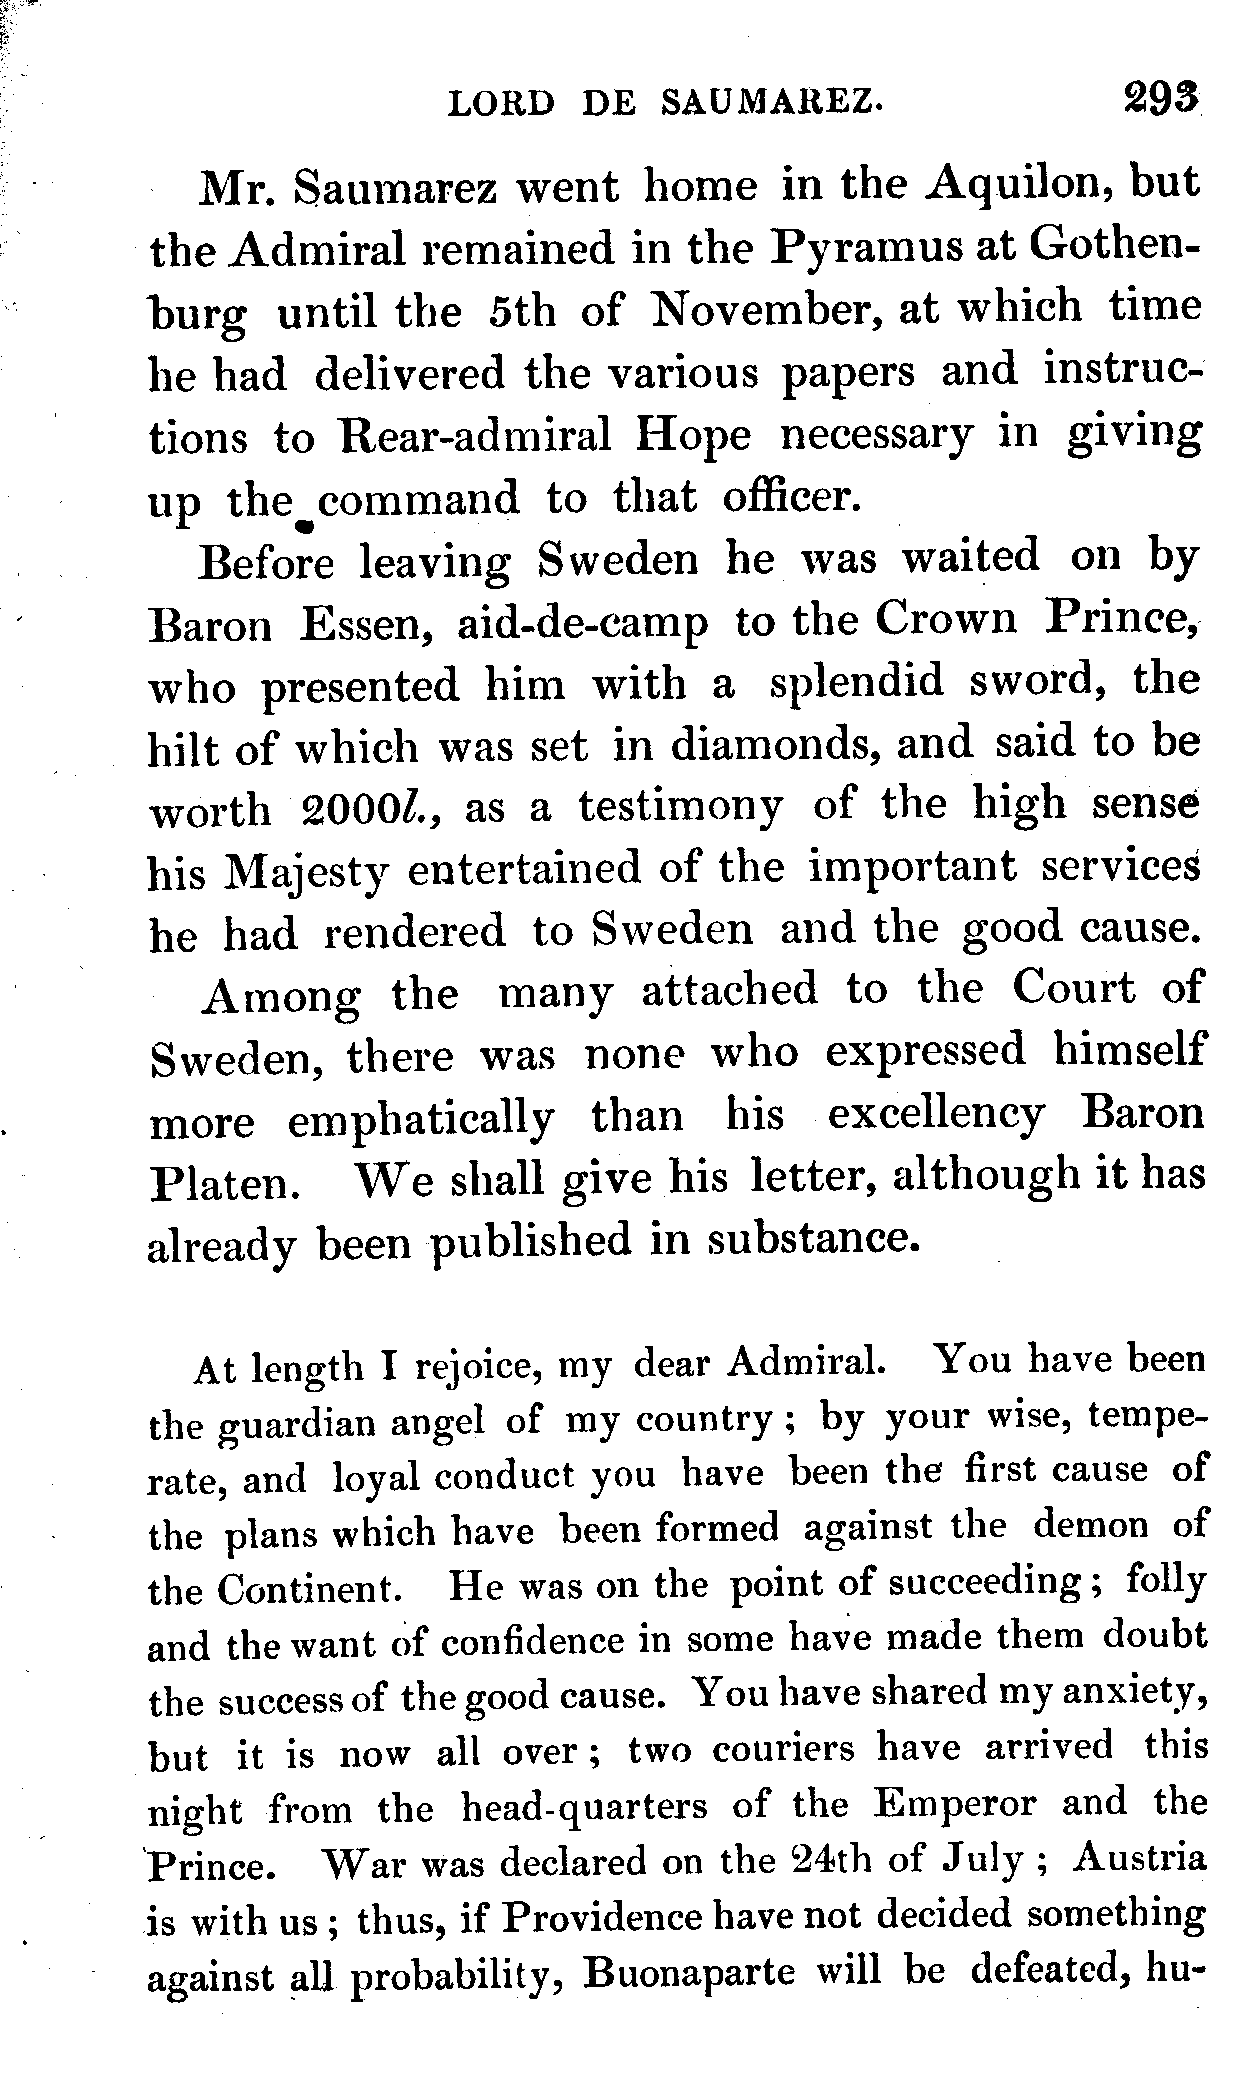 LORD DE SAUMAREZ. 293
Mr. Saumarez went home in the Aquilon, but
the Admiral remained in the Pyramus at Gothen-
burg until the 5th of November, at which time
he had delivered the various papers and instruc-
tions to Rear-admiral Hope necessary in giving
up the command to that officer.
Before leaving Sweden he was waited on by
Baron Essen, aid-de-camp to the Crown Prince,
who presented him with a splendid sword, the
hilt of which was set in diamonds, and said to be
worth 2000l., as a testimony of the high sense
his Majesty entertained of the important services
he had rendered to Sweden and the good cause.
Among the many attached to the Court of
Sweden, there was none who expressed himself
more emphatically than his excellency Baron
Platen. We shall give his letter, although it has
already been published in substance.
At length I rejoice, my dear Admiral. You have been
the guardian angel of my country ; by your wise, tempe-
rate, and loyal conduct you have been the first cause of
the plans which have been formed against the demon of
the Continent. He was on the point of succeeding ; folly
and the want of confidence in some have made them doubt
the success of the good cause. You have shared my anxiety,
but it is now all over ; two couriers have arrived this
night from the head-quarters of the Emperor and the
Prince. War was declared on the 24th of July ; Austria
is with us ; thus, if Providence have not decided something
against all probability, Buonaparte will be defeated, hu-